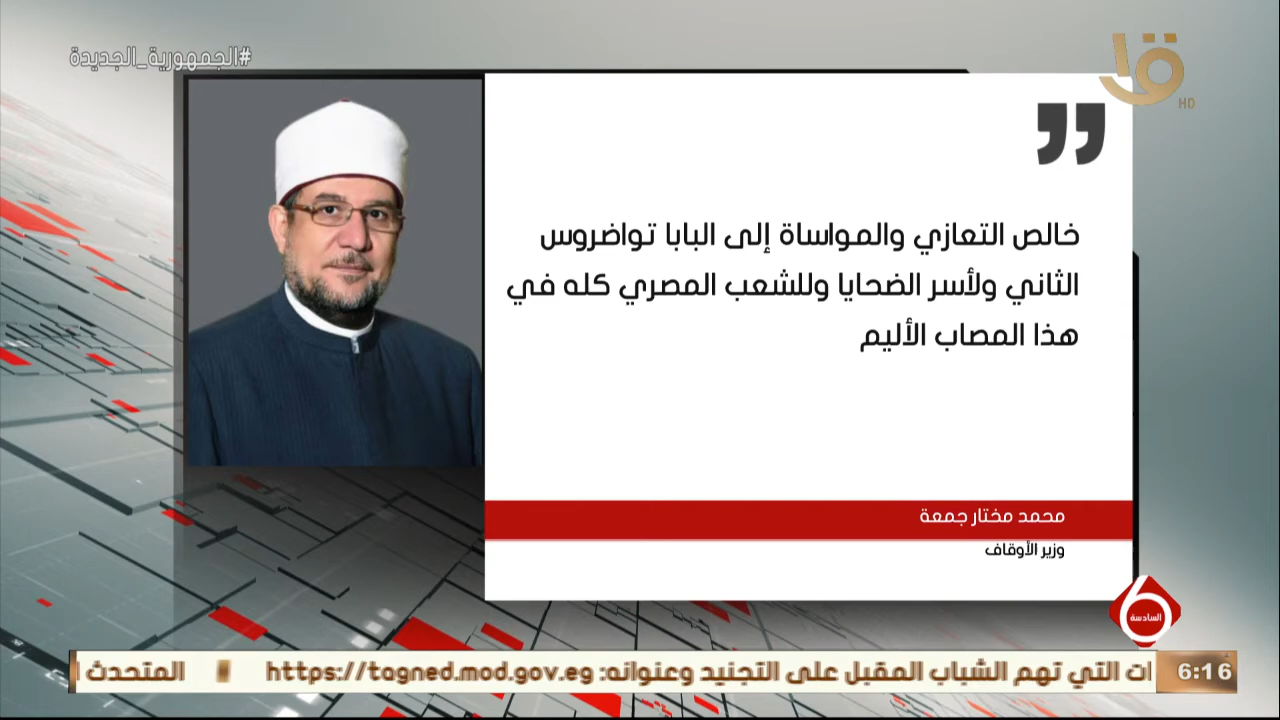 #الجمهورية_الجديدة
HD
خالص التعازي والمواساة إلى البابا تواضروس
الثاني ولأسر الضحايا وللشعب المصري كله في
هذا المصاب الأليم
محمد مختار جمعة
وزير الأوقاف
السادسة
6:16
ات التي تهم الشباب المقبل على التجنيد وعنوانه: https://tagned.mod.gov.eg
المتحدث